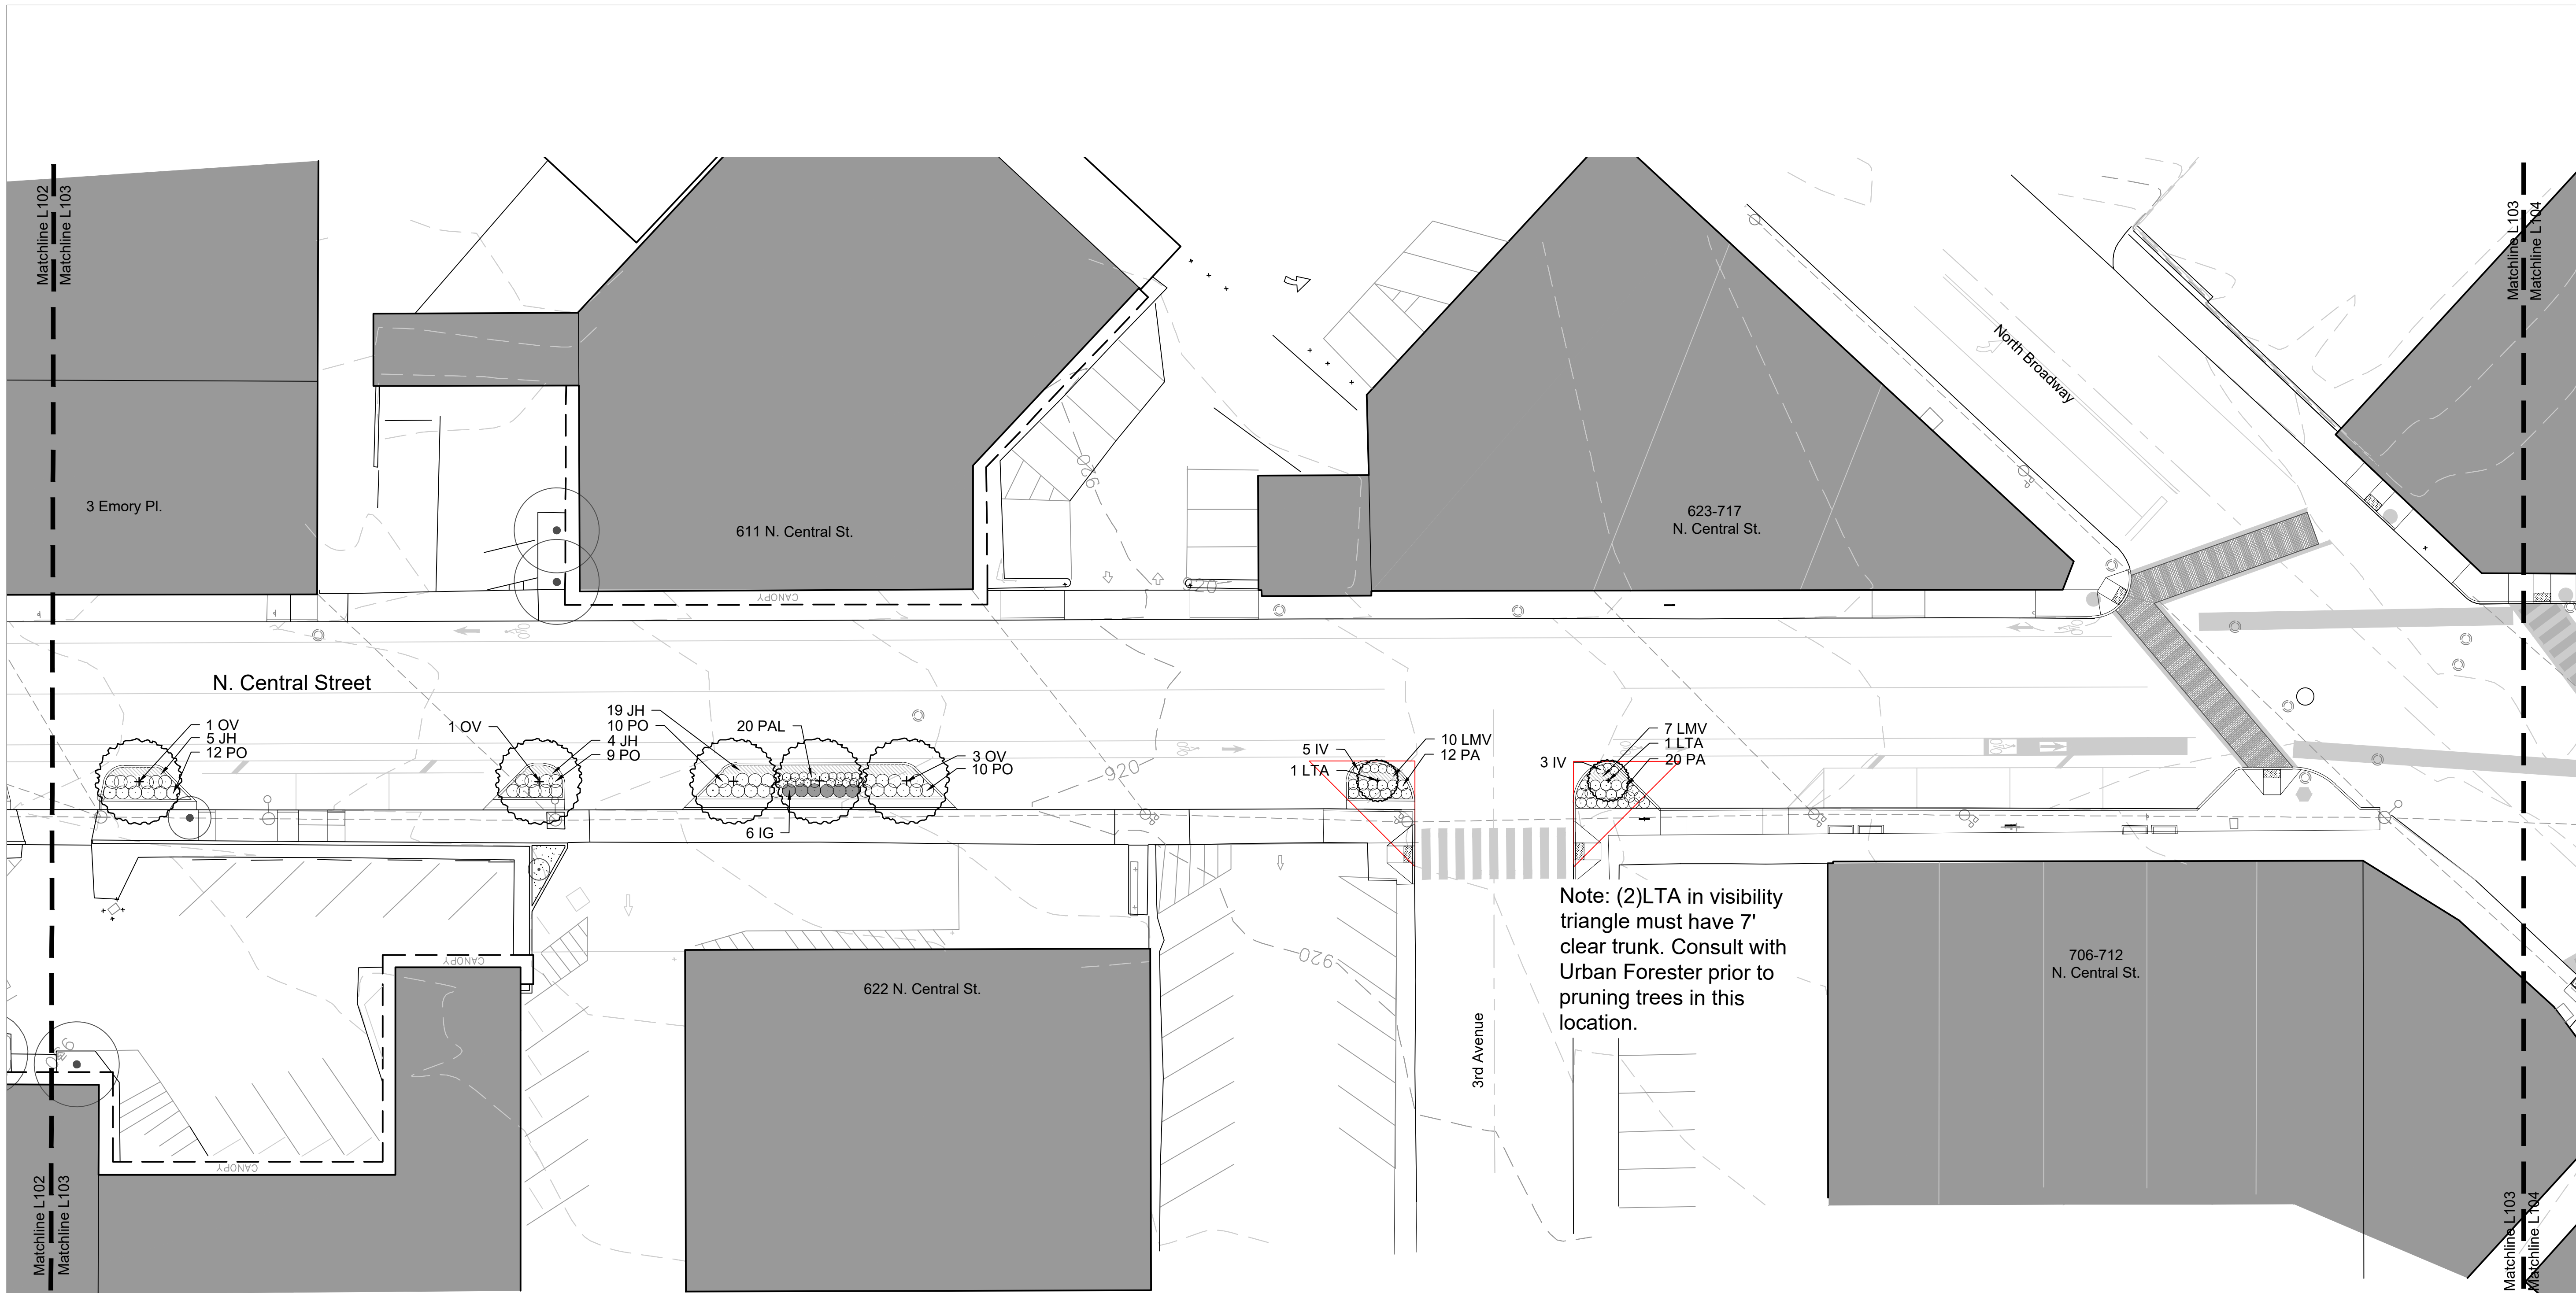 Matchline L102
Matchline L103
Matchline L103
Matchline L104
North Broadway
926
3 Emory Pl.
611 N. Central St.
623-717
N. Central St.
920
CANOPY
N. Central Street
1 OV
5 JH
12 PO
1 OV
4 JH
9 PO
19 JH
10 PO
20 PAL
3 OV
10 PO
6 IG
920
5 IV
1 LTA
10 LMV
12 PA
3 IV
7 LMV
1 LTA
20 PA
Note: (2)LTA in visibility
triangle must have 7'
clear trunk. Consult with
Urban Forester prior to
pruning trees in this
location.
920
CANOPY
622 N. Central St.
706-712
N. Central St.
3rd Avenue
CANOPY
Matchline L102
Matchline L103
Matchline L103
Matchline L104